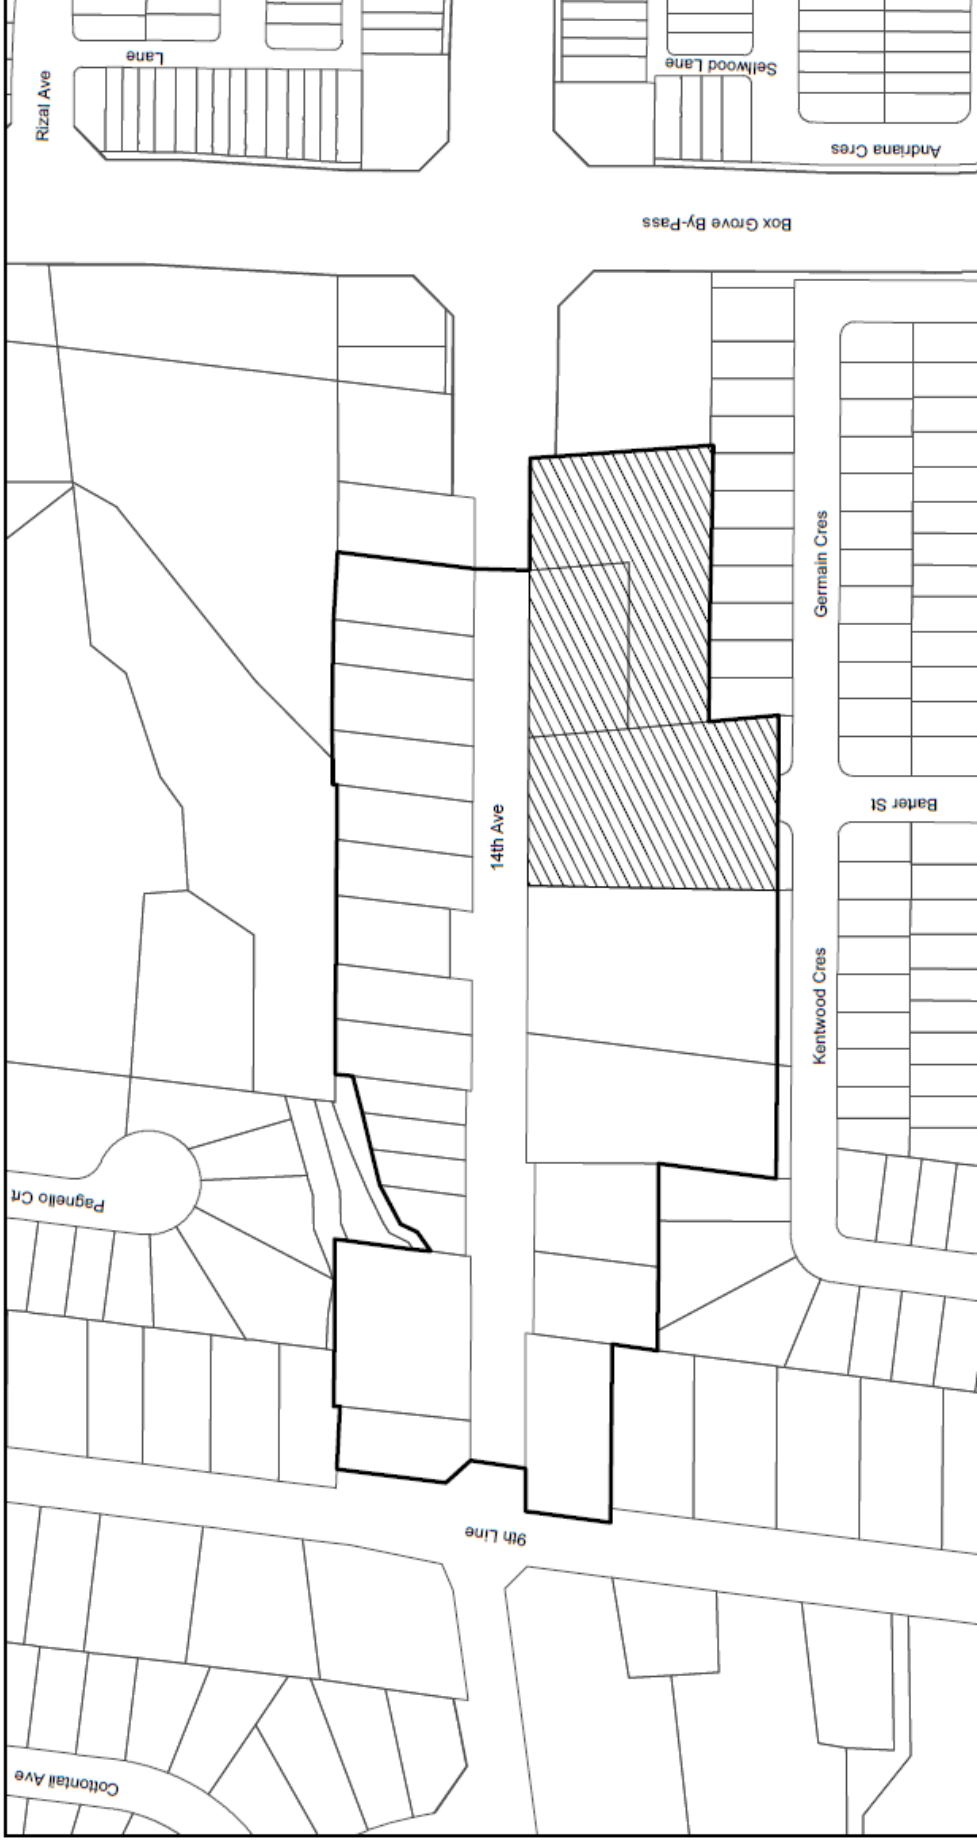 Lane
Rizal Ave
Sellwood Lane
Andriana Cres
Box Grove By-Pass
Germain Cres
14th Ave
Barter St
Kentwood Cres
Pagnello Crt
9th Line
Cottontail Ave